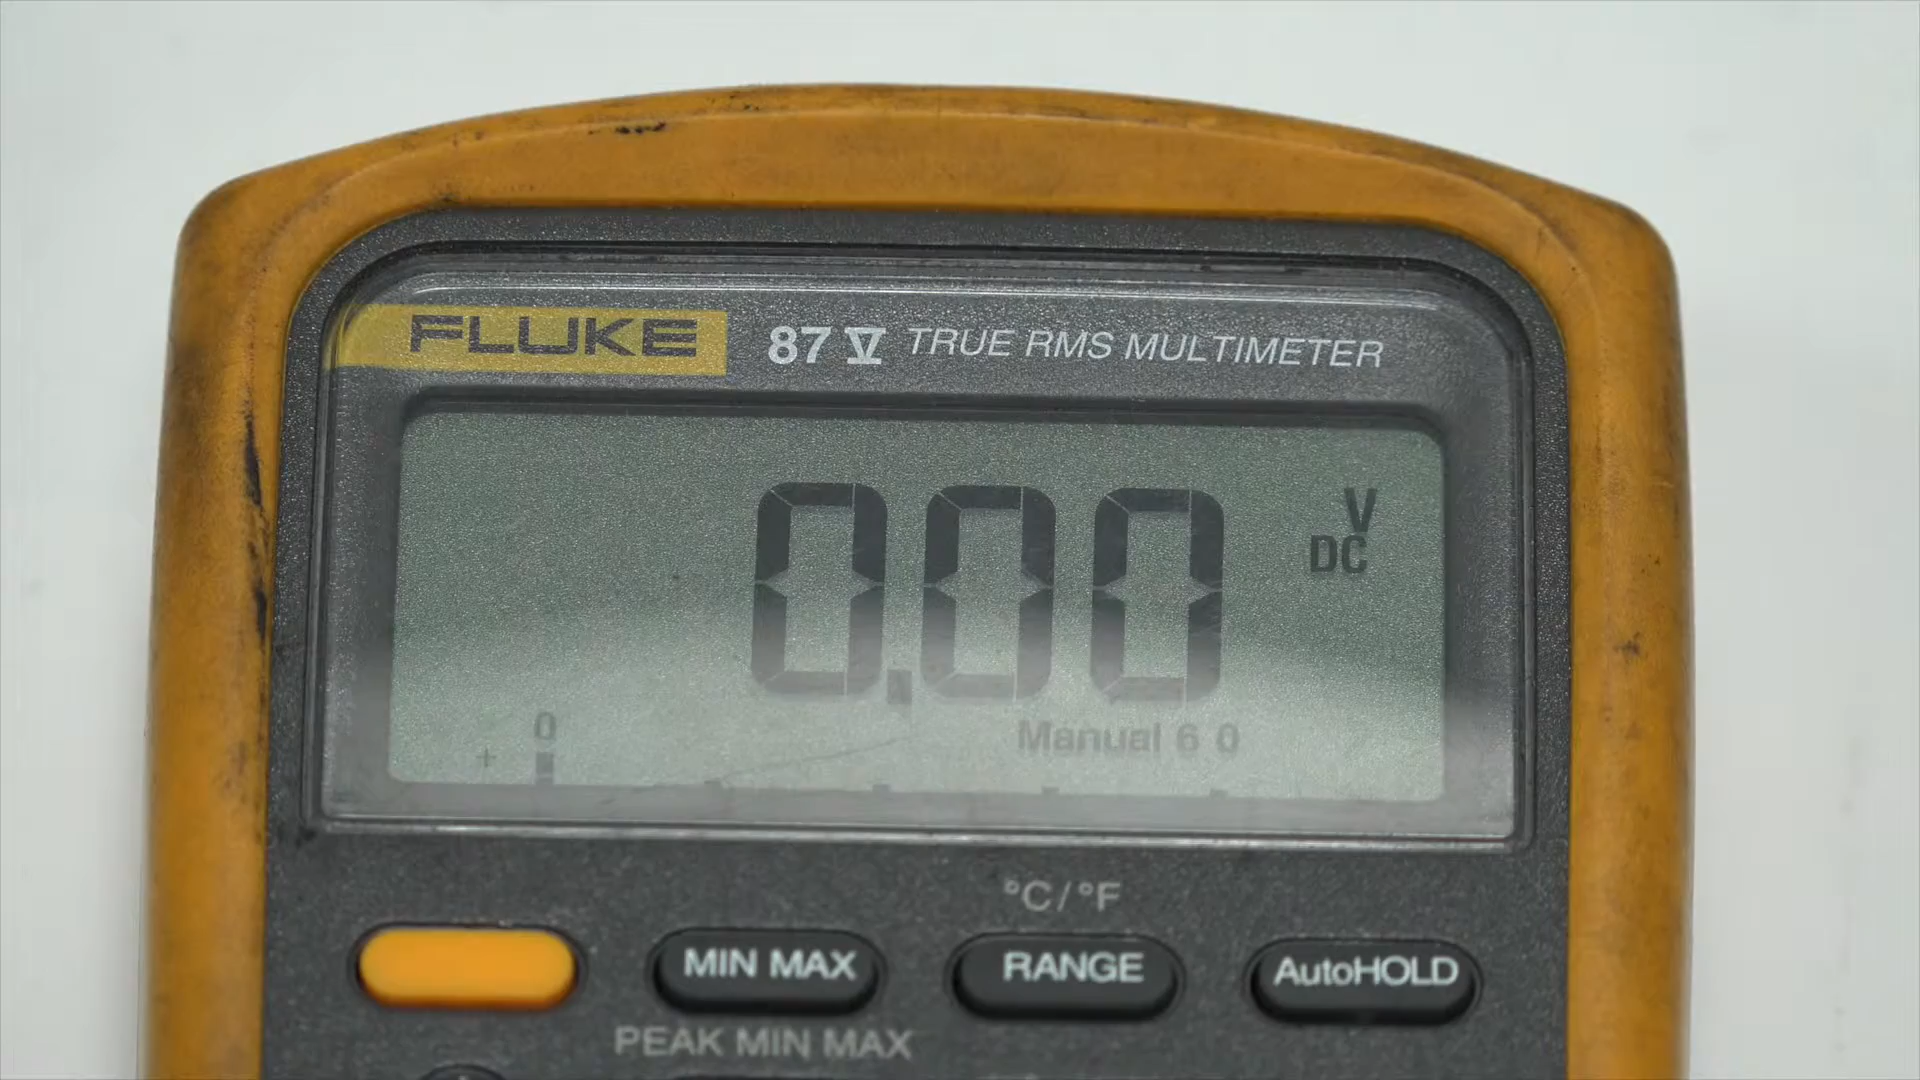 FLUKE 87 V TRUE RMS MULTIMETER
0.00 V
DC
0
+
Manual 6 0
°C/°F
MIN MAX RANGE AutoHOLD
PEAK MIN MAX